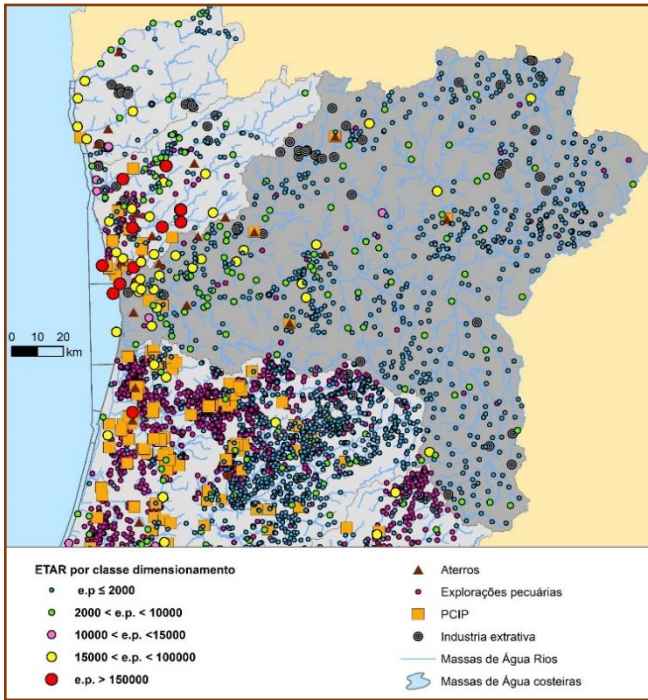 0 10 20
km
ETAR por classe dimensionamento
e.p ≤ 2000
2000 < e.p. < 10000
10000 < e.p. <15000
15000 < e.p. < 100000
e.p. > 150000
Aterros
Explorações pecuárias
PCIP
Industria extrativa
Massas de Água Rios
Massas de Água costeiras